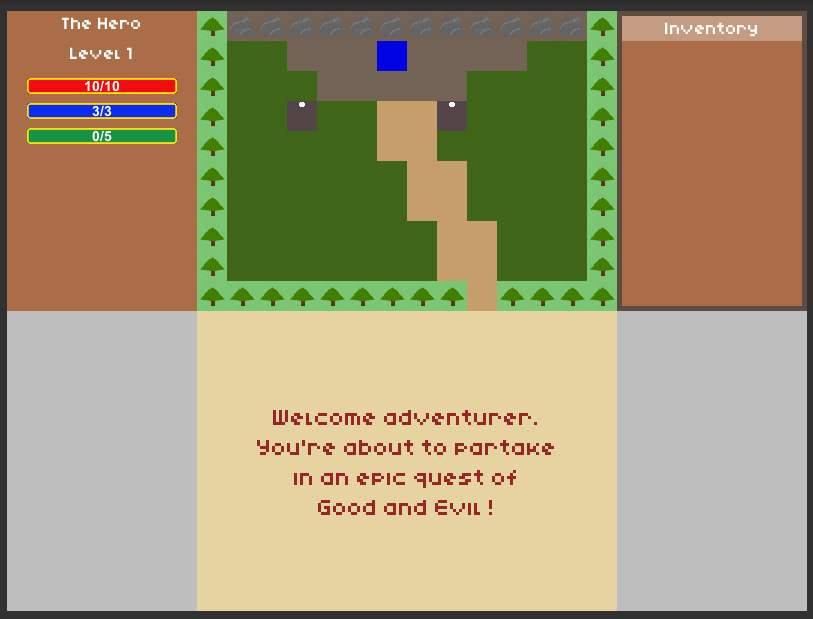 The Hero
Level 1
10/10
3/3
0/5
Inventory
Welcome adventurer.
You're about to partake
in an epic quest of
Good and Evil!